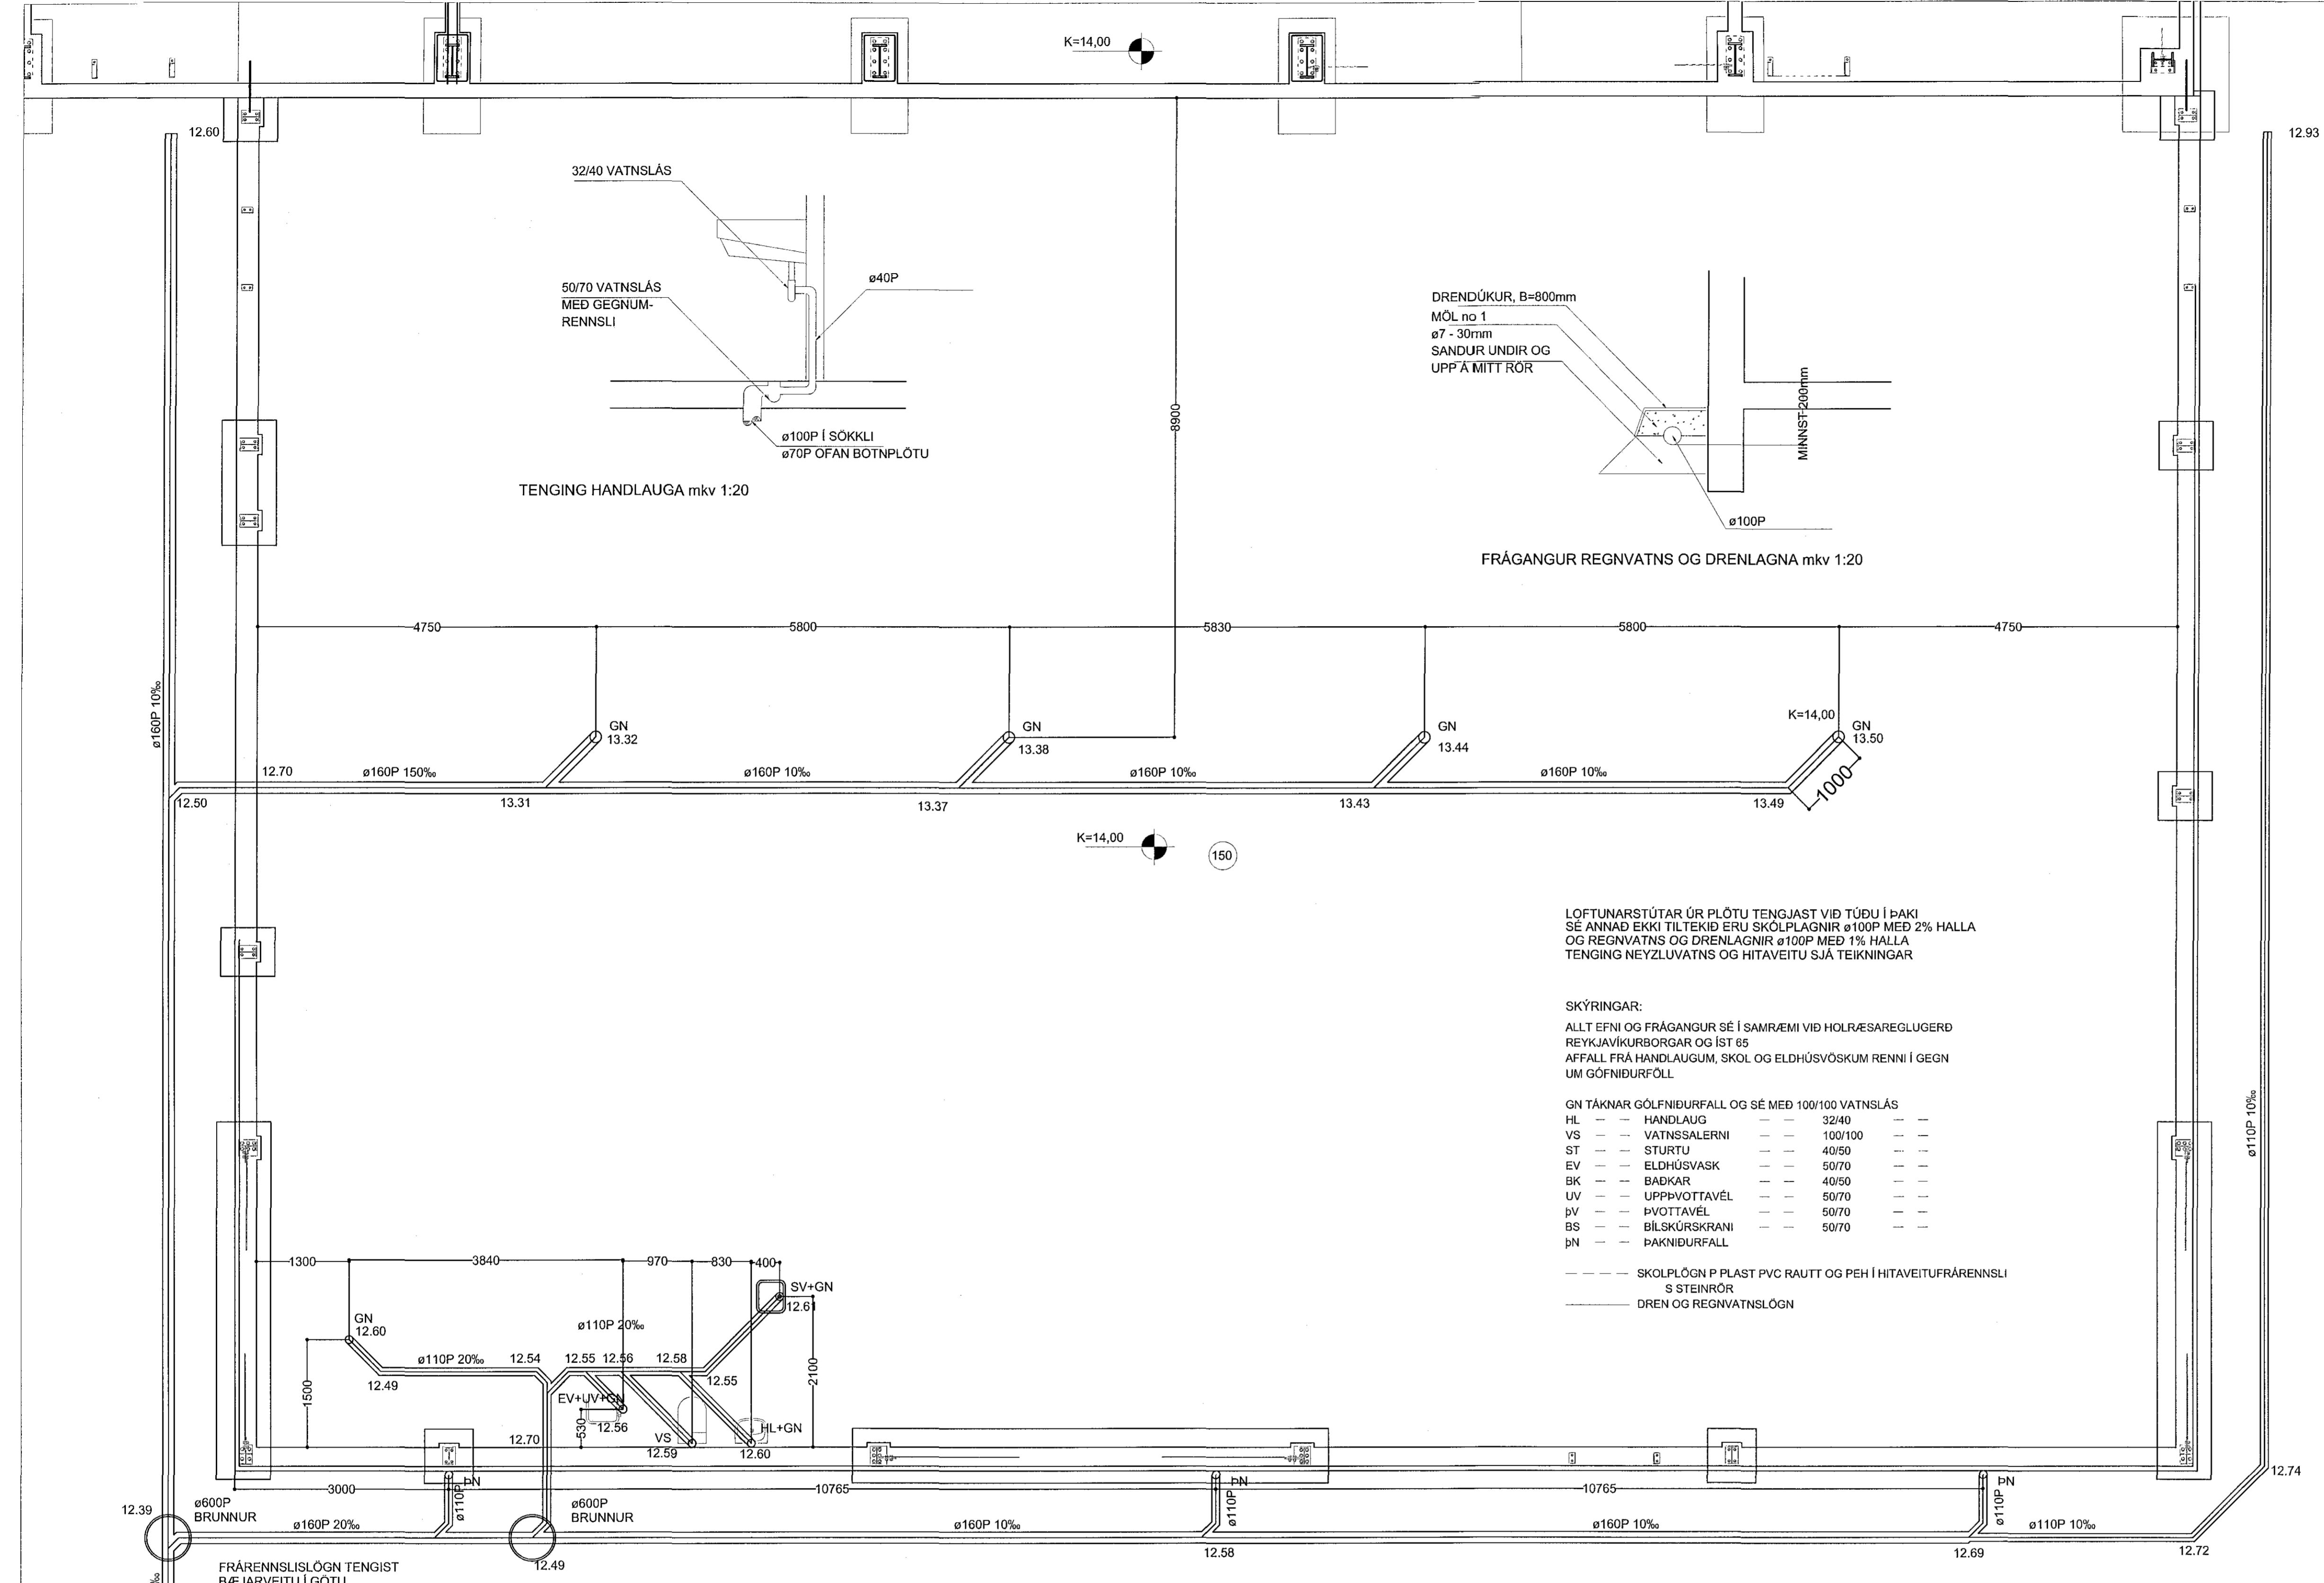 K=14,00
12.60
12.93
32/40 VATNSLÁS
ø40P
50/70 VATNSLÁS
MEÐ GEGNUM-
RENNSLI
ø100P Í SÖKKLI
ø70P OFAN BOTNPLÖTU
TENGING HANDLAUGA mkv 1:20
8900
DRENDÚKUR, B=800mm
MÖL no 1
ø7 - 30mm
SANDUR UNDIR OG
UPP Á MITT RÖR
MINNST 200mm
ø100P
FRÁGANGUR REGNVATNS OG DRENLAGNA mkv 1:20
4750
5800
5830
5800
4750
ø160P 10‰
GN
13.32
GN
13.38
GN
13.44
K=14,00
GN
13.50
1000
12.70
ø160P 150‰
ø160P 10‰
ø160P 10‰
ø160P 10‰
12.50
13.31
13.37
13.43
13.49
K=14,00
150
LOFTUNARSTÚTAR ÚR PLÖTU TENGJAST VIÐ TÚÐU Í ÞAKI
SÉ ANNAÐ EKKI TILTEKIÐ ERU SKÓLPLAGNIR ø100P MEÐ 2% HALLA
OG REGNVATNS OG DRENLAGNIR ø100P MEÐ 1% HALLA
TENGING NEYZLUVATNS OG HITAVEITU SJÁ TEIKNINGAR
SKÝRINGAR:
ALLT EFNI OG FRÁGANGUR SÉ Í SAMRÆMI VIÐ HOLRÆSAREGLUGERÐ
REYKJAVÍKURBORGAR OG ÍST 65
AFFALL FRÁ HANDLAUGUM, SKOL OG ELDHÚSVÖSKUM RENNI Í GEGN
UM GÓFNIÐURFÖLL
GN TÁKNAR GÓLFNIÐURFALL OG SÉ MEÐ 100/100 VATNSLÁS
HL — — HANDLAUG — — 32/40 — —
VS — — VATNSSALERNI — — 100/100 — —
ST — — STURTU — — 40/50 — —
EV — — ELDHÚSVASK — — 50/70 — —
BK — — BAÐKAR — — 40/50 — —
UV — — UPPÞVOTTAVÉL — — 50/70 — —
þV — — ÞVOTTAVÉL — — 50/70 — —
BS — — BÍLSKÚRSKRANI — — 50/70 — —
þN — — ÞAKNIÐURFALL
SKOLPLÖGN P PLAST PVC RAUTT OG PEH Í HITAVEITUFRÁRENNSLI
S STEINRÖR
DREN OG REGNVATNSLÖGN
ø110P 10‰
1300
3840
970
830
400
SV+GN
12.61
GN
12.60
ø110P 20‰
ø110P 20‰
12.54
12.55
12.56
12.58
12.49
12.55
1500
2100
EV+UV+GN
530
12.56
VS
HL+GN
12.70
12.59
12.60
3000
þN
10765
þN
10765
þN
12.74
12.39
ø600P
BRUNNUR
ø110P
ø600P
BRUNNUR
ø110P
ø110P
ø160P 20‰
ø160P 10‰
ø160P 10‰
ø110P 10‰
12.49
12.58
12.69
12.72
FRÁRENNSLISLÖGN TENGIST
BÆJARVEITU Í GÖTU